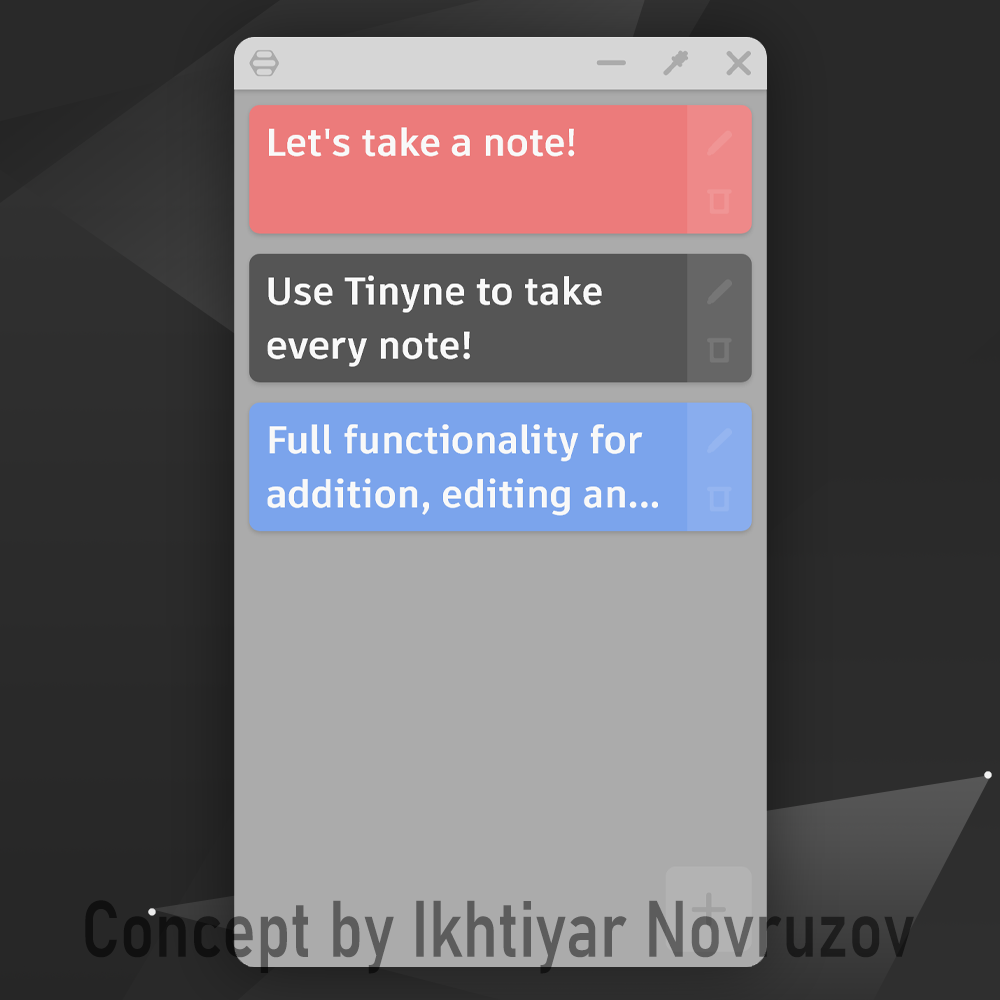 Let's take a note!
Use Tinyne to take
every note!
Full functionality for
addition, editing an...
Concept by Ikhtiyar Novruzov